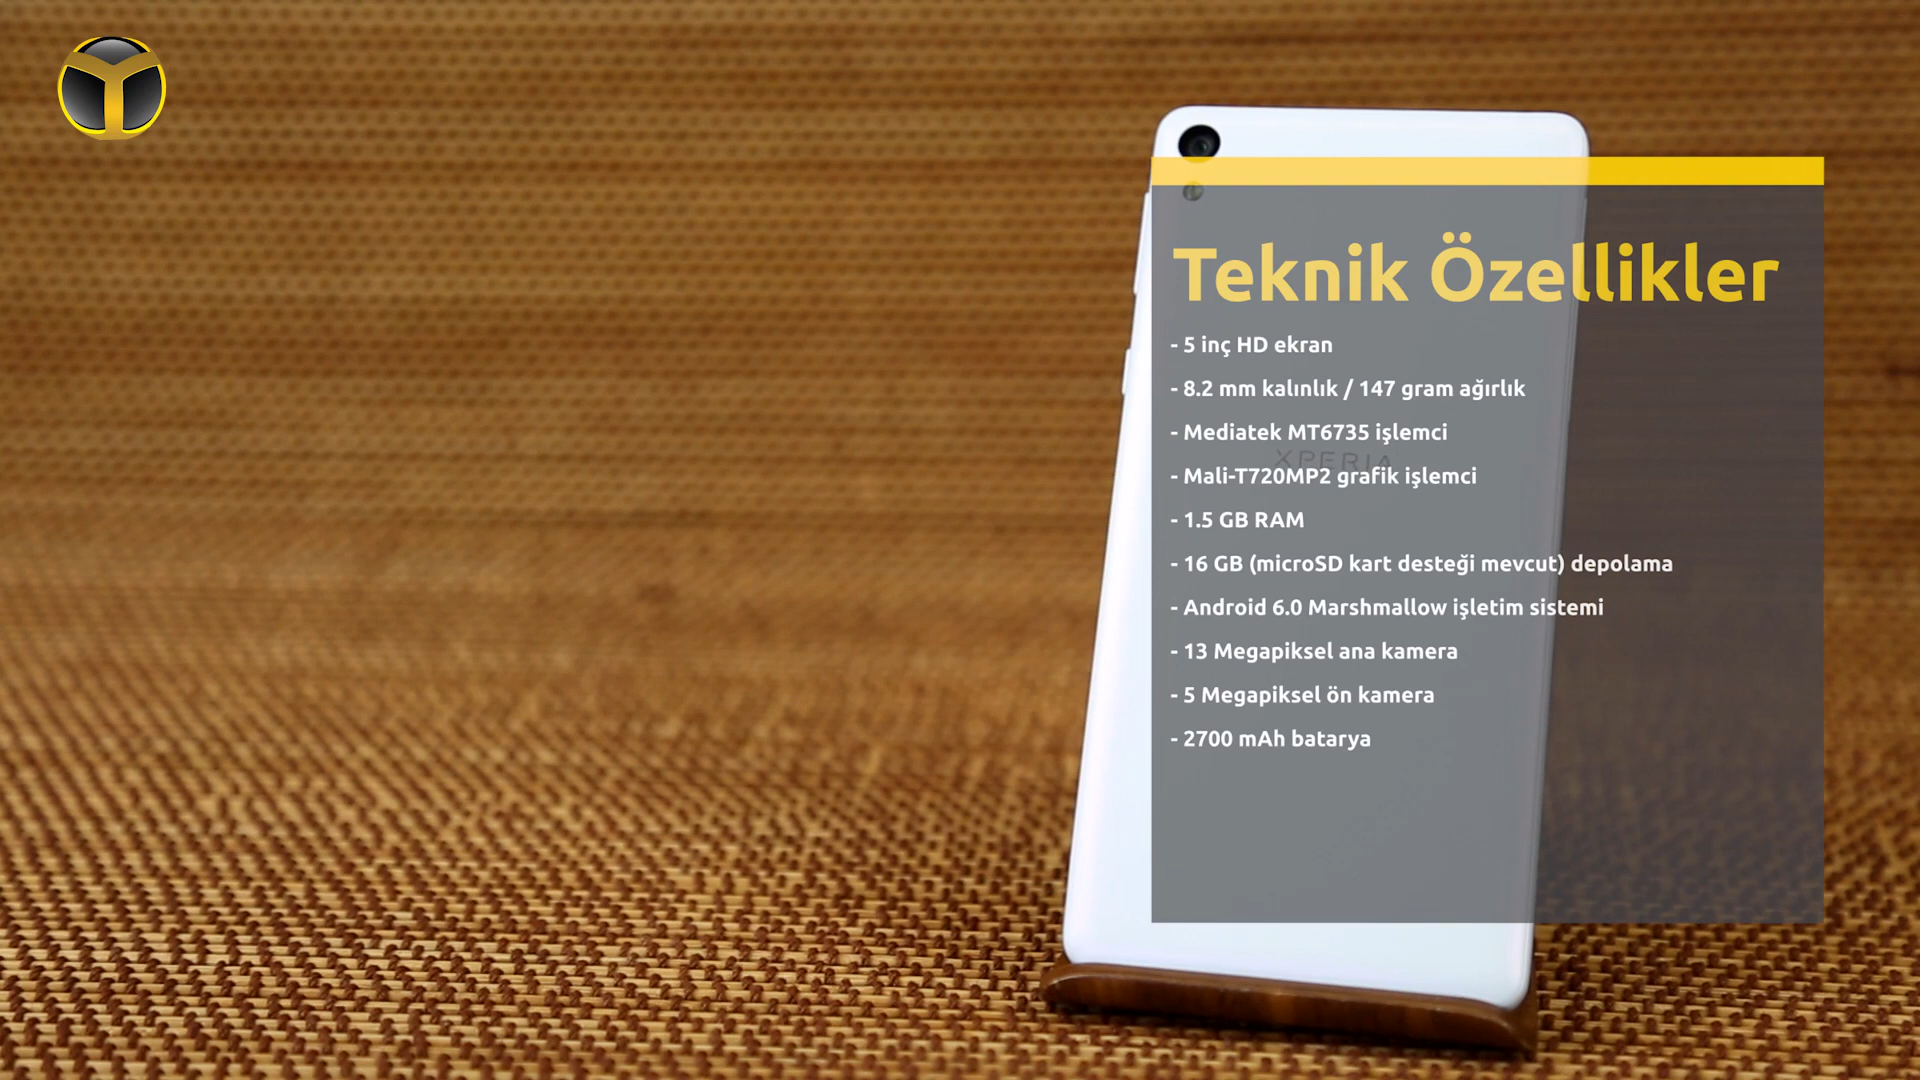 Teknik Özellikler
- 5 inç HD ekran
- 8.2 mm kalınlık / 147 gram ağırlık
- Mediatek MT6735 işlemci
XPERIA
- Mali-T720MP2 grafik işlemci
- 1.5 GB RAM
- 16 GB (microSD kart desteği mevcut) depolama
- Android 6.0 Marshmallow işletim sistemi
- 13 Megapiksel ana kamera
- 5 Megapiksel ön kamera
- 2700 mAh batarya